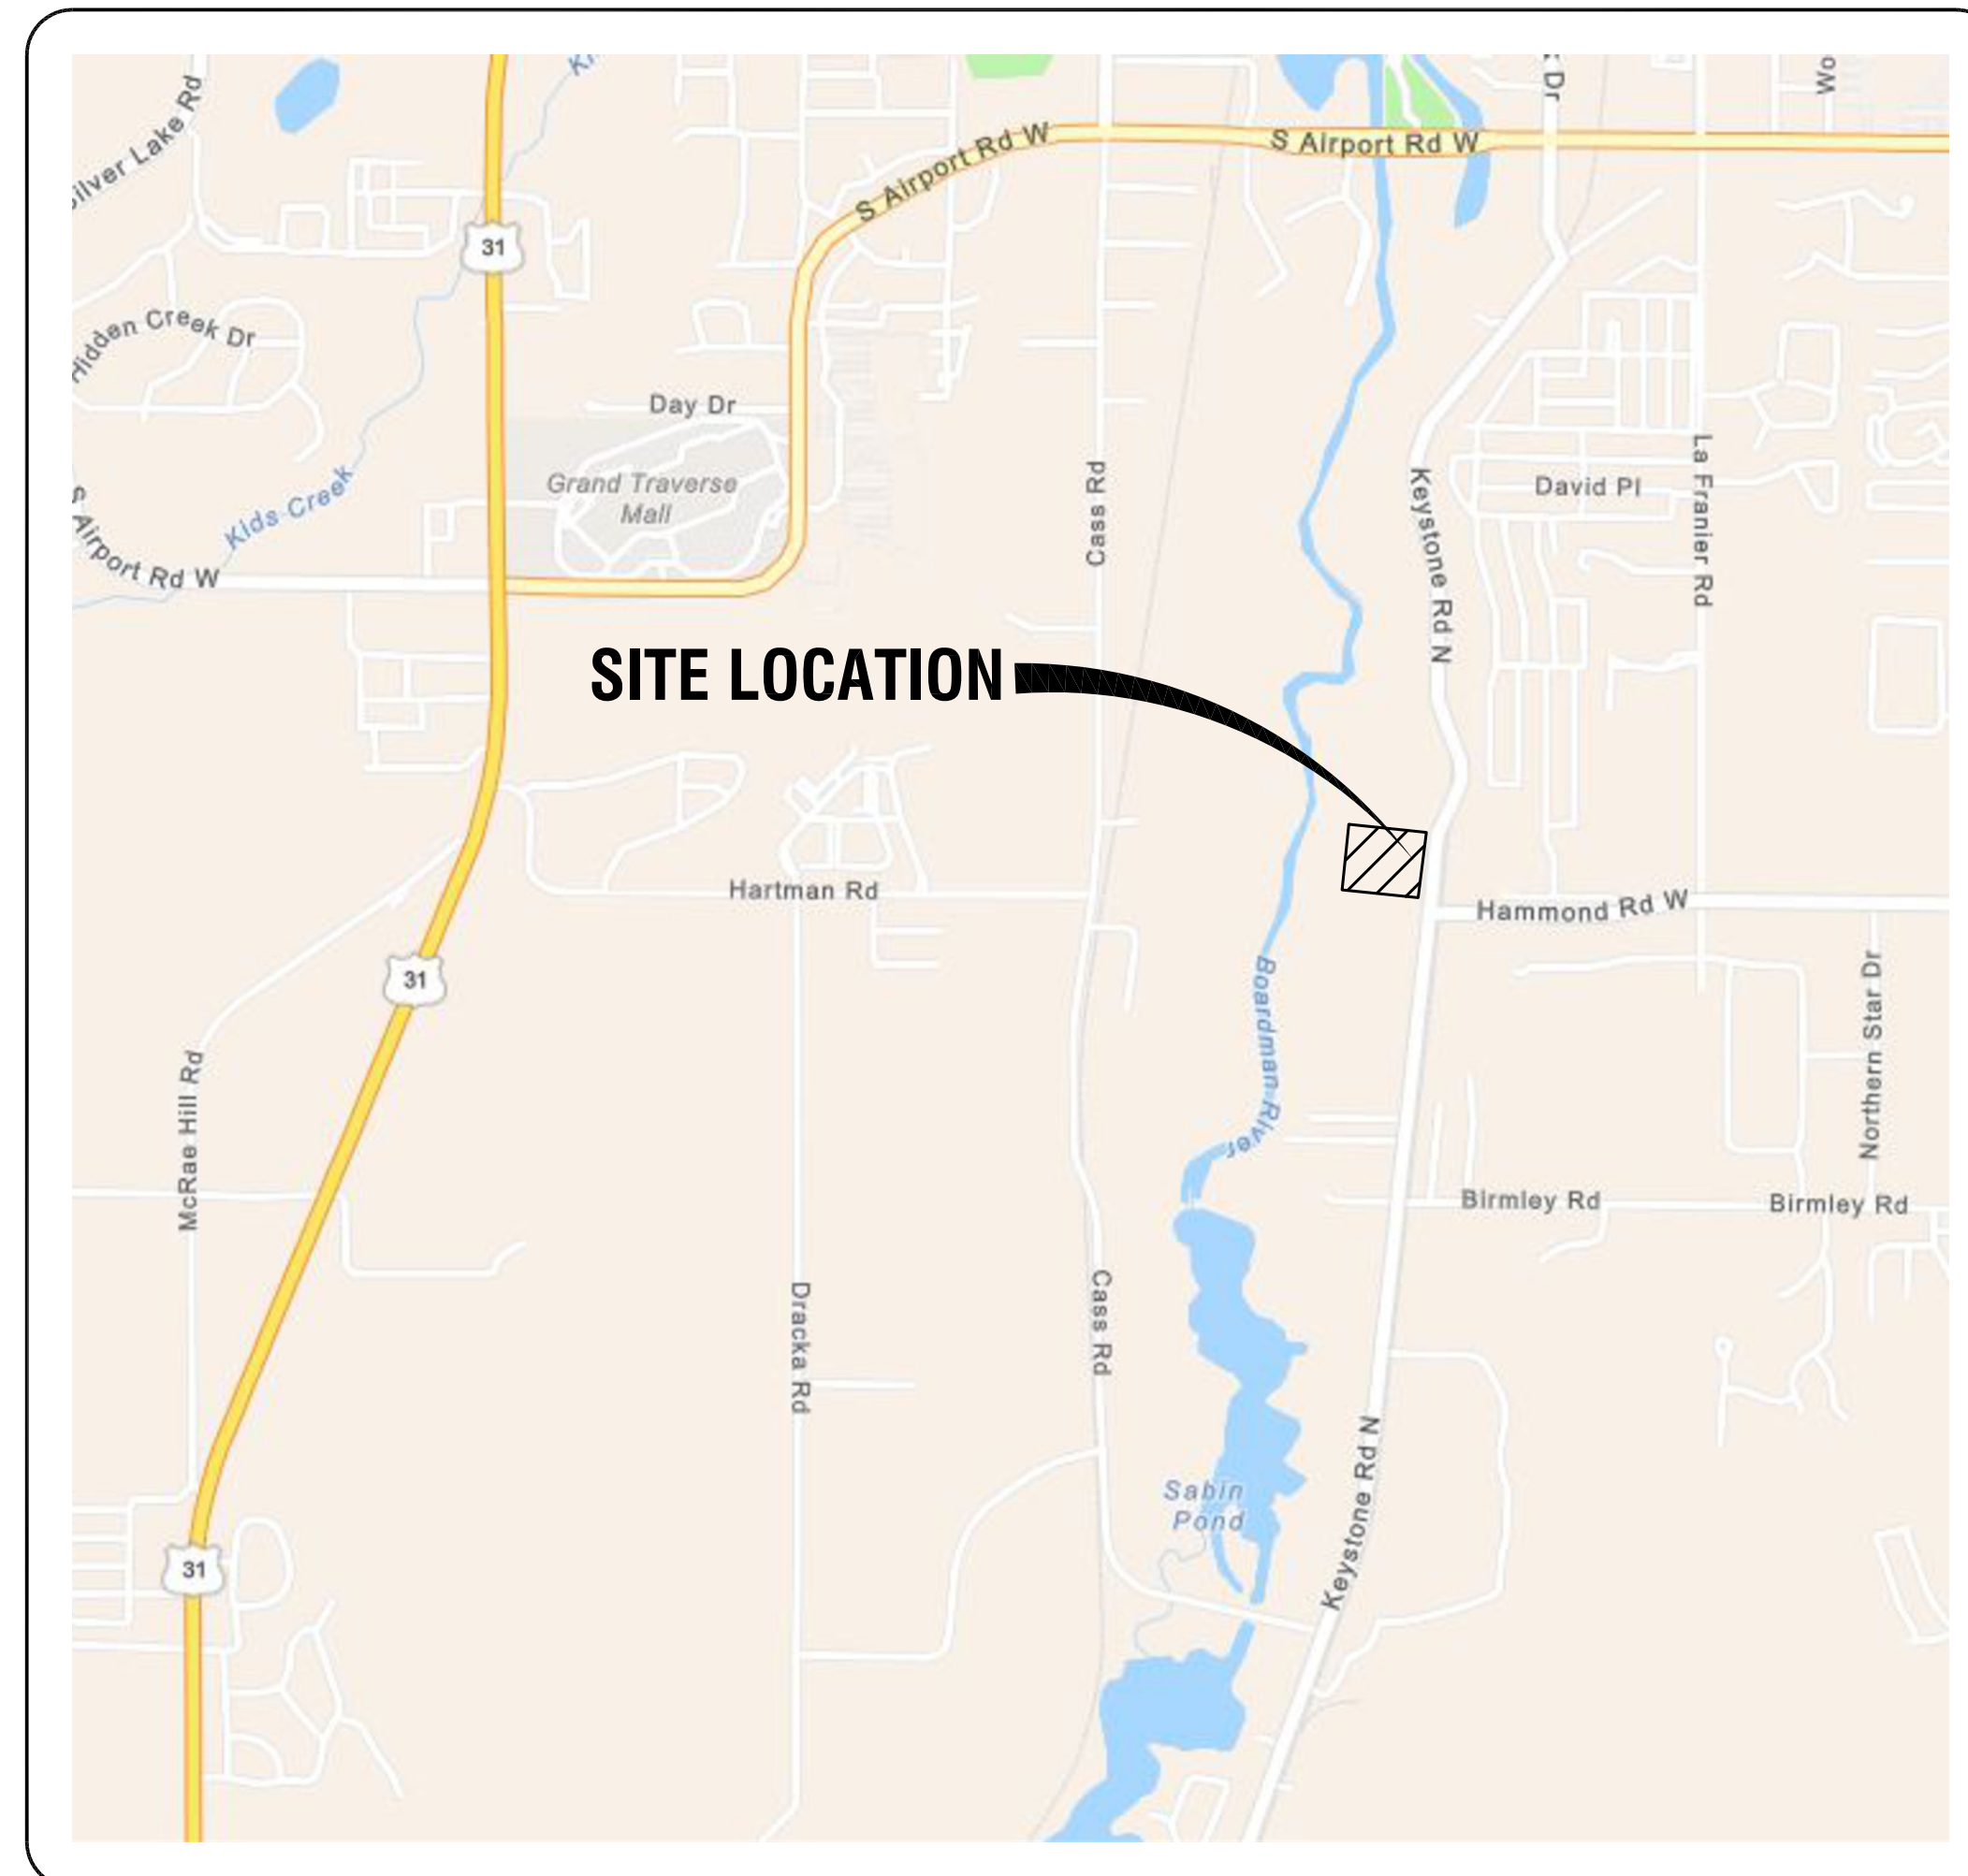 S Airport Rd W
S Airport Rd W
31
Hidden Creek Dr
Day Dr
Grand Traverse
Mall
Kids Creek
S Airport Rd W
Cass Rd
Keystone Rd N
David Pl
La Franier Rd
SITE LOCATION
Hartman Rd
Hammond Rd W
31
Boardman River
Northern Star Dr
McRae Hill Rd
Birmley Rd
Birmley Rd
Dracka Rd
Cass Rd
Keystone Rd N
Sabin
Pond
31
Lake Rd
Dr